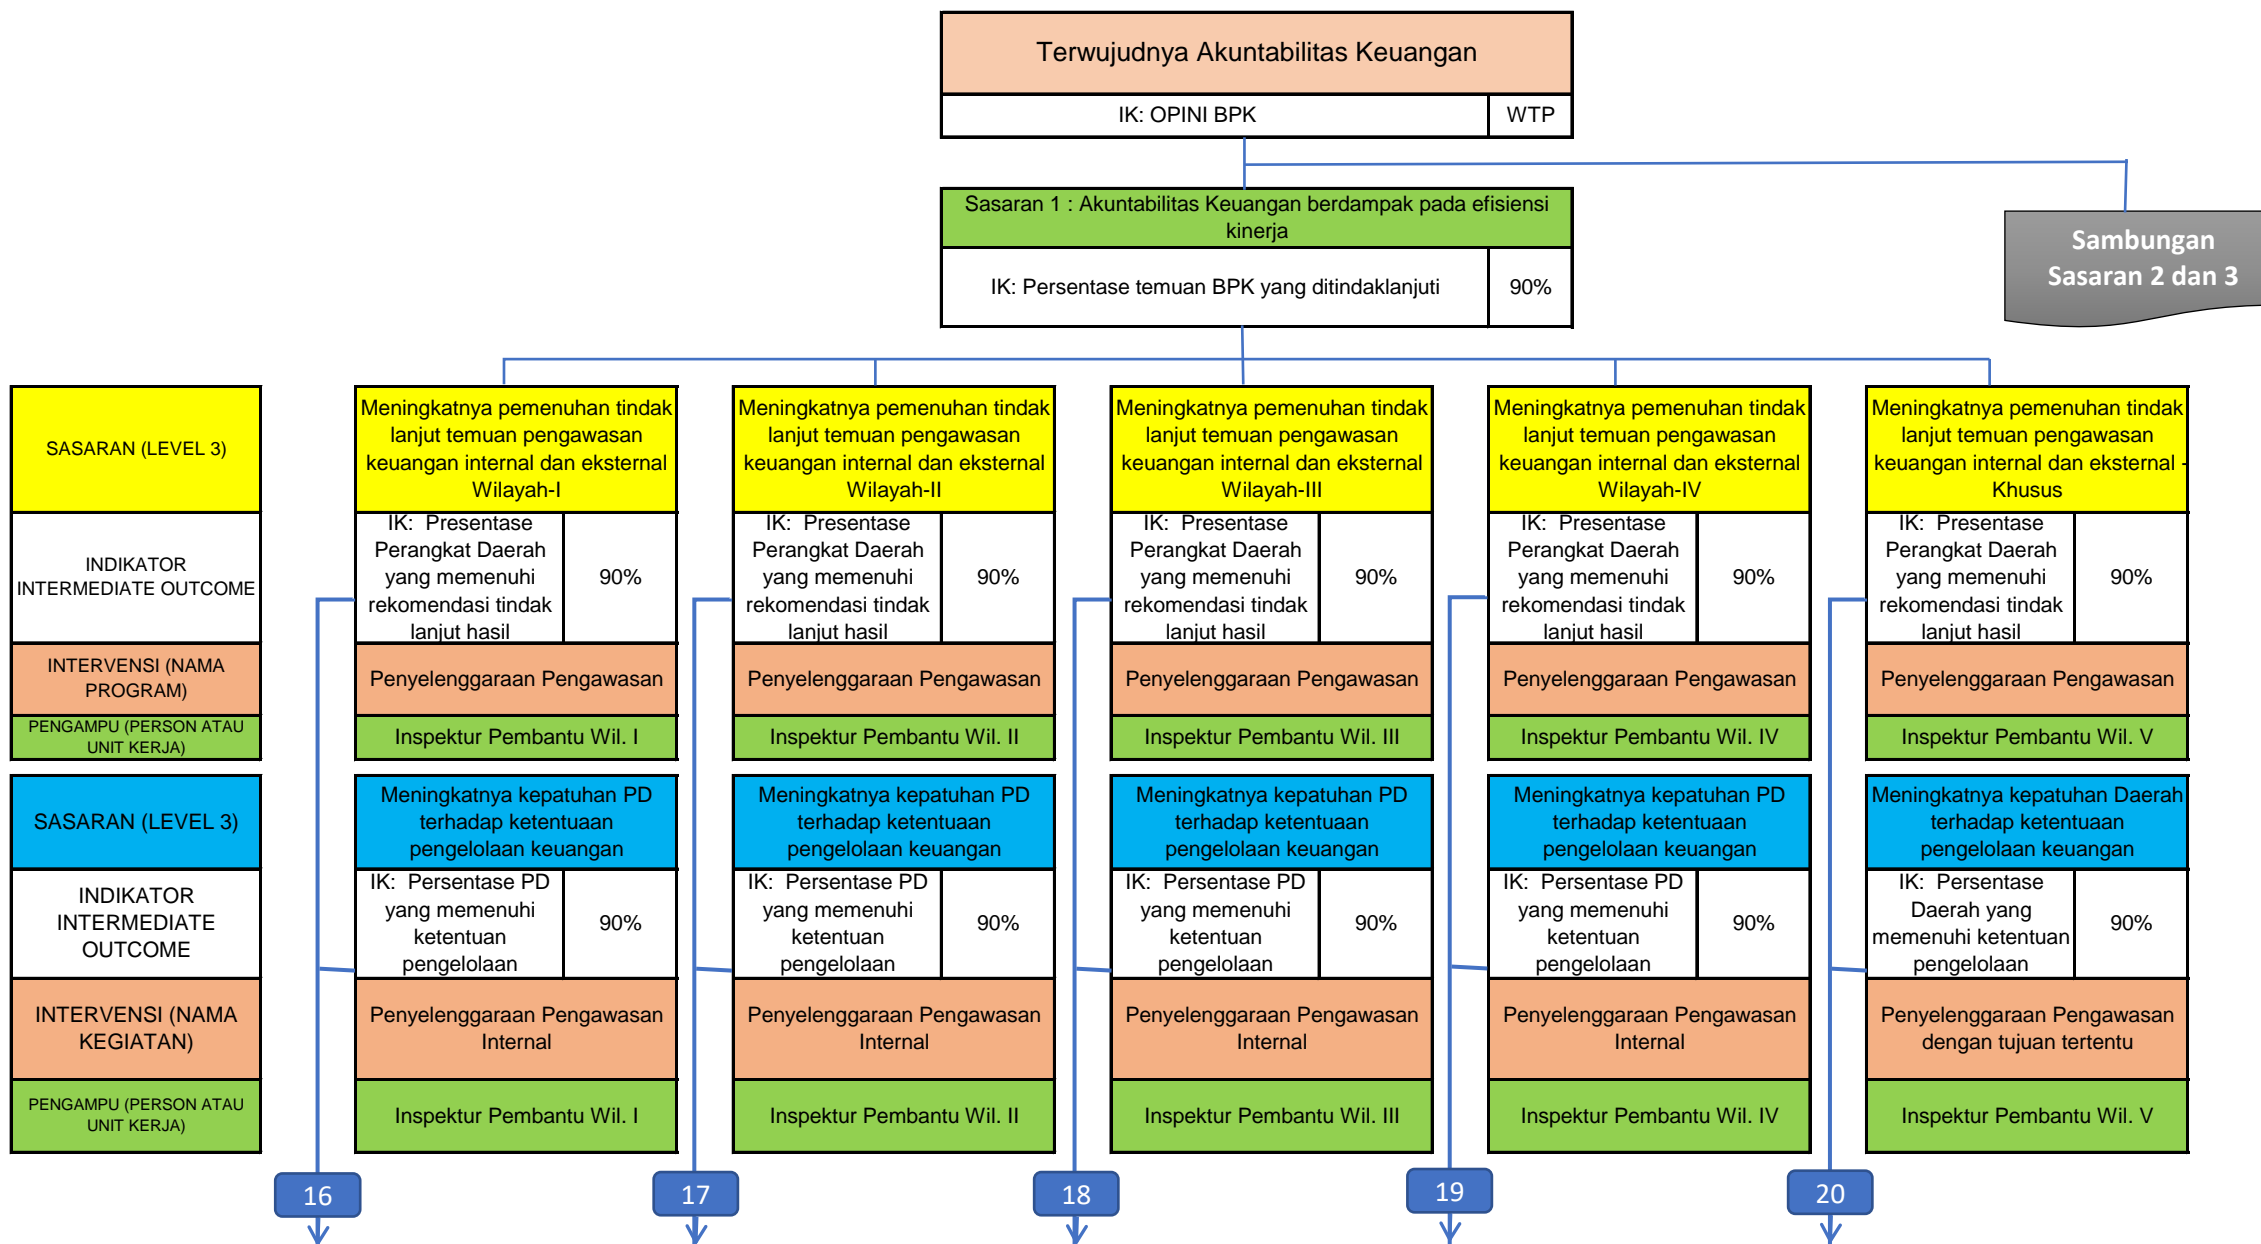 Terwujudnya Akuntabilitas Keuangan
IK: OPINI BPK
WTP
Sasaran 1 : Akuntabilitas Keuangan berdampak pada efisiensi
kinerja
IK: Persentase temuan BPK yang ditindaklanjuti
90%
Sambungan
Sasaran 2 dan 3
SASARAN (LEVEL 3)
Meningkatnya pemenuhan tindak
lanjut temuan pengawasan
keuangan internal dan eksternal
Wilayah-I
Meningkatnya pemenuhan tindak
lanjut temuan pengawasan
keuangan internal dan eksternal
Wilayah-II
Meningkatnya pemenuhan tindak
lanjut temuan pengawasan
keuangan internal dan eksternal
Wilayah-III
Meningkatnya pemenuhan tindak
lanjut temuan pengawasan
keuangan internal dan eksternal
Wilayah-IV
Meningkatnya pemenuhan tindak
lanjut temuan pengawasan
keuangan internal dan eksternal -
Khusus
INDIKATOR
INTERMEDIATE OUTCOME
IK: Presentase
Perangkat Daerah
yang memenuhi
rekomendasi tindak
lanjut hasil
90%
IK: Presentase
Perangkat Daerah
yang memenuhi
rekomendasi tindak
lanjut hasil
90%
IK: Presentase
Perangkat Daerah
yang memenuhi
rekomendasi tindak
lanjut hasil
90%
IK: Presentase
Perangkat Daerah
yang memenuhi
rekomendasi tindak
lanjut hasil
90%
IK: Presentase
Perangkat Daerah
yang memenuhi
rekomendasi tindak
lanjut hasil
90%
INTERVENSI (NAMA
PROGRAM)
Penyelenggaraan Pengawasan
Penyelenggaraan Pengawasan
Penyelenggaraan Pengawasan
Penyelenggaraan Pengawasan
Penyelenggaraan Pengawasan
PENGAMPU (PERSON ATAU
UNIT KERJA)
Inspektur Pembantu Wil. I
Inspektur Pembantu Wil. II
Inspektur Pembantu Wil. III
Inspektur Pembantu Wil. IV
Inspektur Pembantu Wil. V
SASARAN (LEVEL 3)
Meningkatnya kepatuhan PD
terhadap ketentuaan
pengelolaan keuangan
Meningkatnya kepatuhan PD
terhadap ketentuaan
pengelolaan keuangan
Meningkatnya kepatuhan PD
terhadap ketentuaan
pengelolaan keuangan
Meningkatnya kepatuhan PD
terhadap ketentuaan
pengelolaan keuangan
Meningkatnya kepatuhan Daerah
terhadap ketentuaan
pengelolaan keuangan
INDIKATOR
INTERMEDIATE
OUTCOME
IK: Persentase PD
yang memenuhi
ketentuan
pengelolaan
90%
IK: Persentase PD
yang memenuhi
ketentuan
pengelolaan
90%
IK: Persentase PD
yang memenuhi
ketentuan
pengelolaan
90%
IK: Persentase PD
yang memenuhi
ketentuan
pengelolaan
90%
IK: Persentase
Daerah yang
memenuhi ketentuan
pengelolaan
90%
INTERVENSI (NAMA
KEGIATAN)
Penyelenggaraan Pengawasan
Internal
Penyelenggaraan Pengawasan
Internal
Penyelenggaraan Pengawasan
Internal
Penyelenggaraan Pengawasan
Internal
Penyelenggaraan Pengawasan
dengan tujuan tertentu
PENGAMPU (PERSON ATAU
UNIT KERJA)
Inspektur Pembantu Wil. I
Inspektur Pembantu Wil. II
Inspektur Pembantu Wil. III
Inspektur Pembantu Wil. IV
Inspektur Pembantu Wil. V
16
17
18
19
20